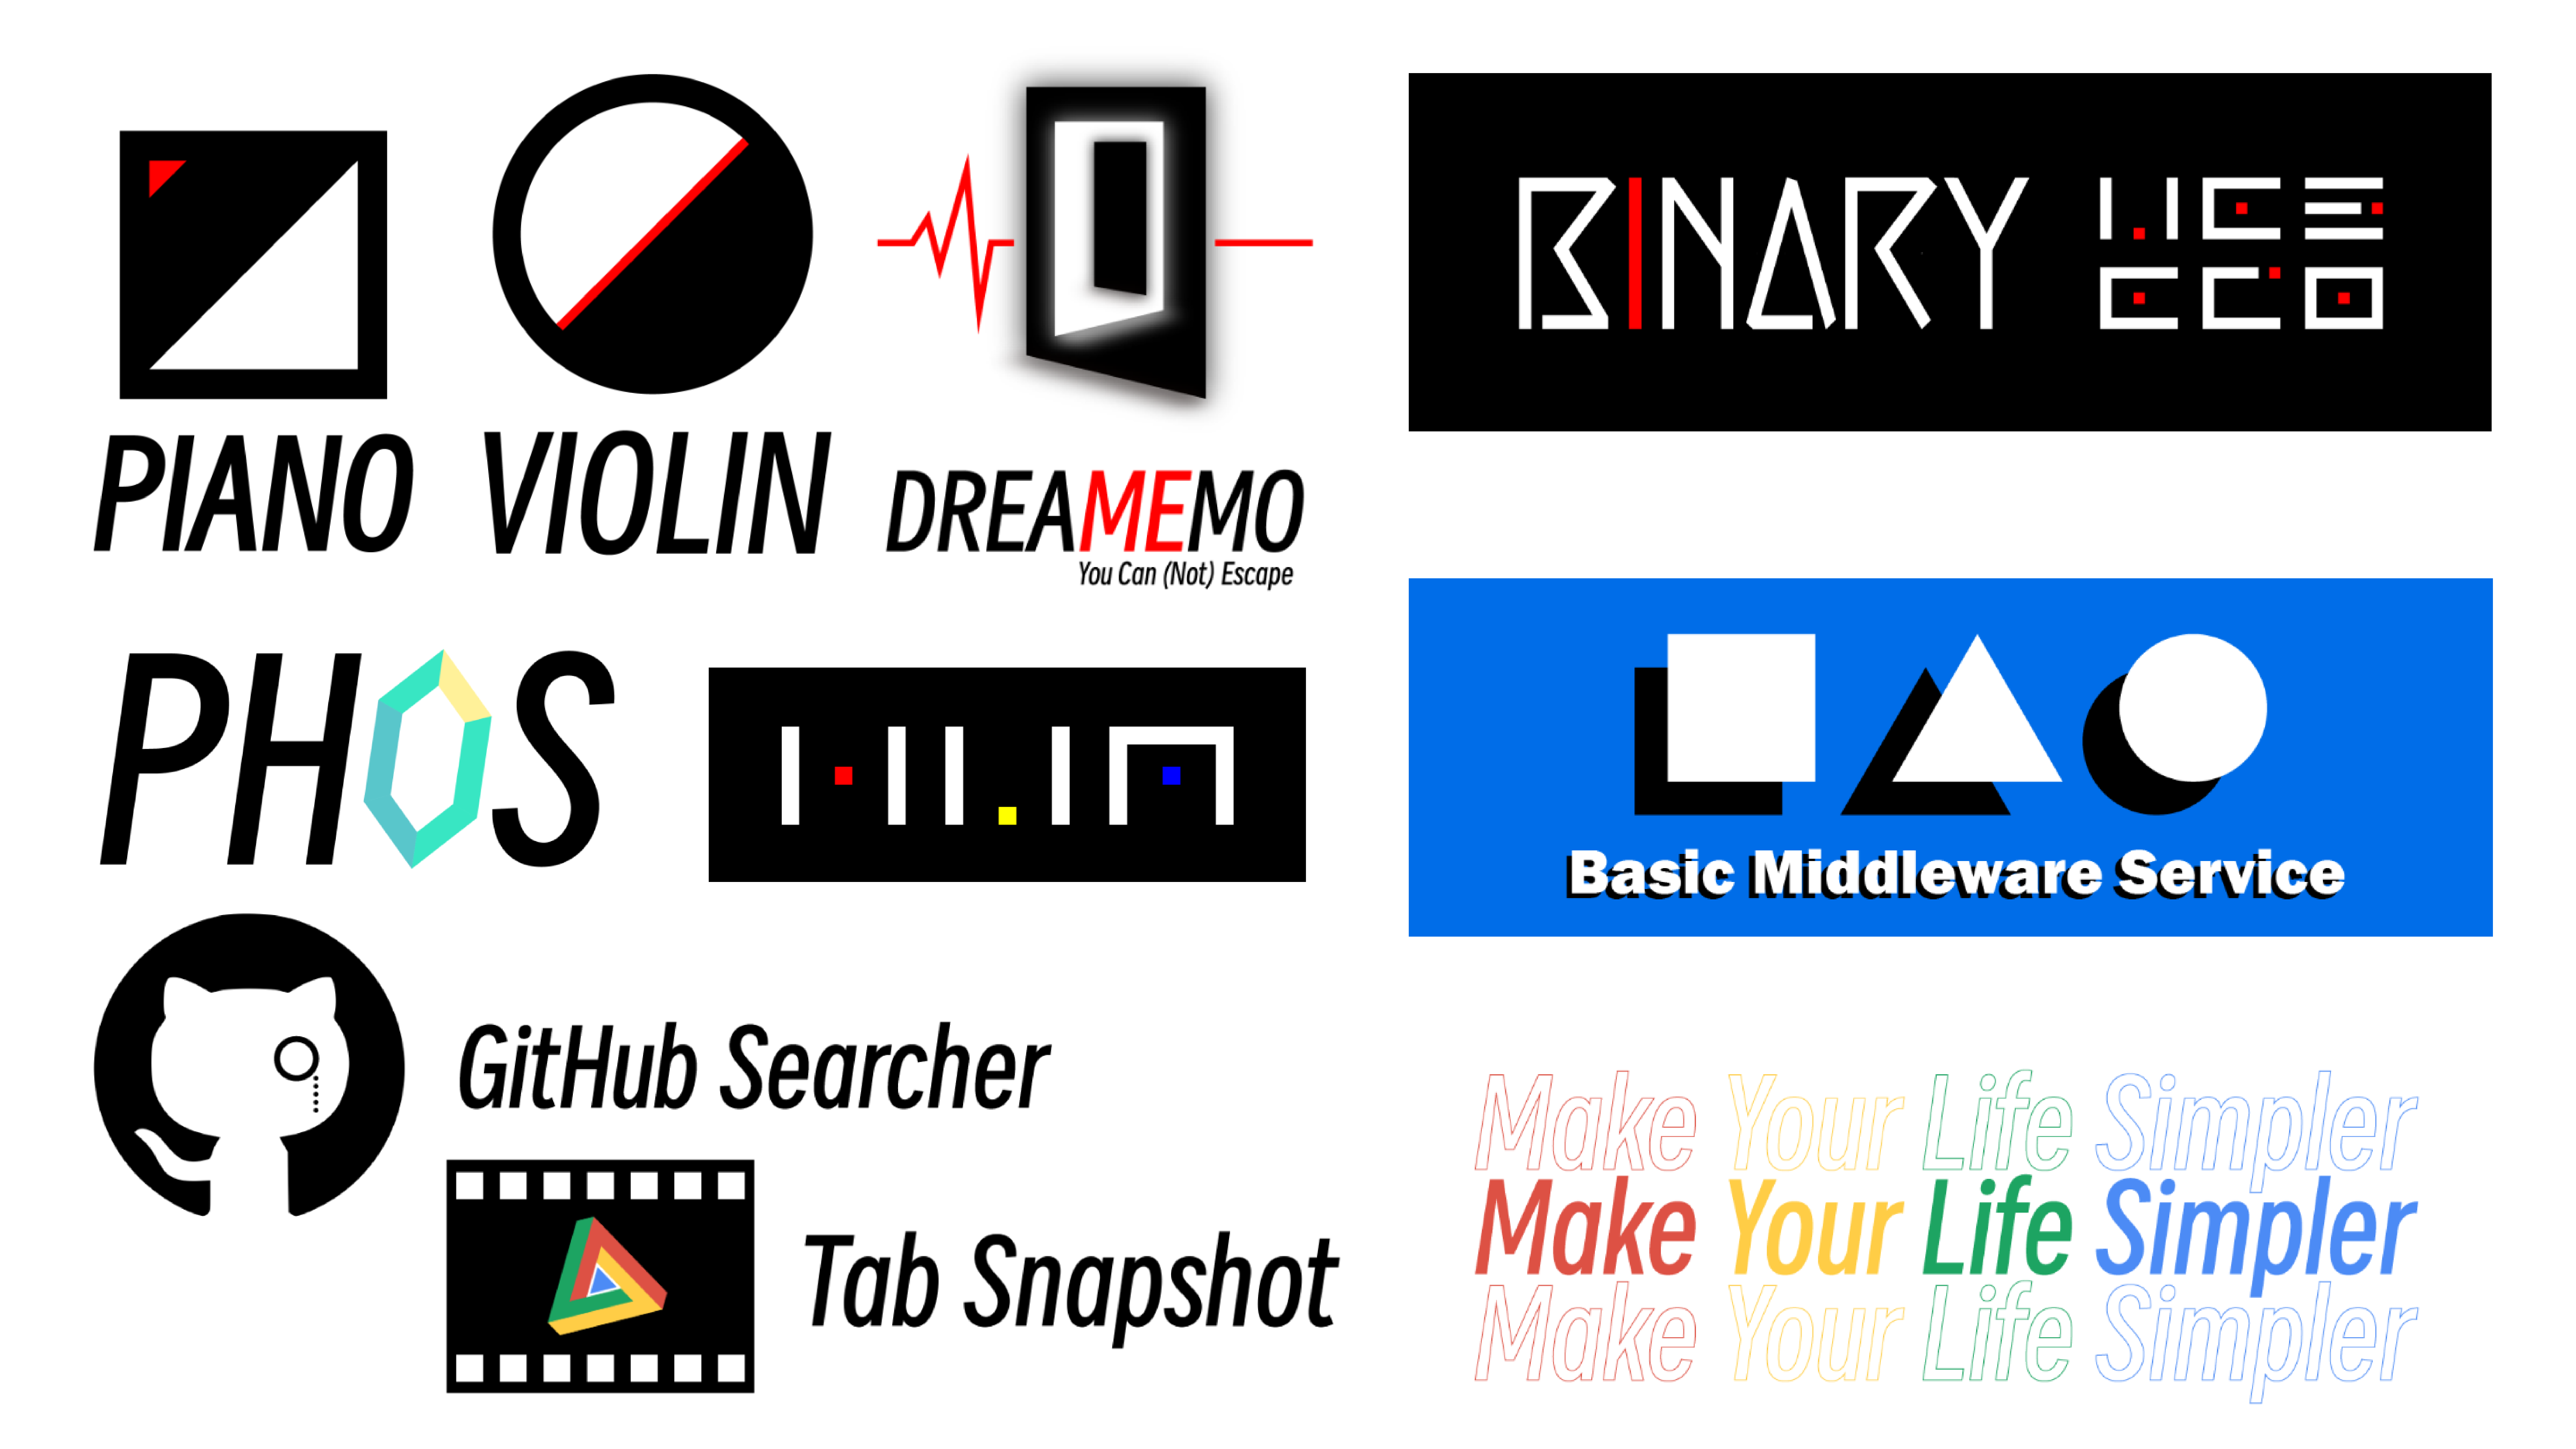 PIANO
VIOLIN
DREAMEMO
You Can (Not) Escape
BINARY
PHOS
Basic Middleware Service
GitHub Searcher
Tab Snapshot
Make Your Life Simpler
Make Your Life Simpler
Make Your Life Simpler